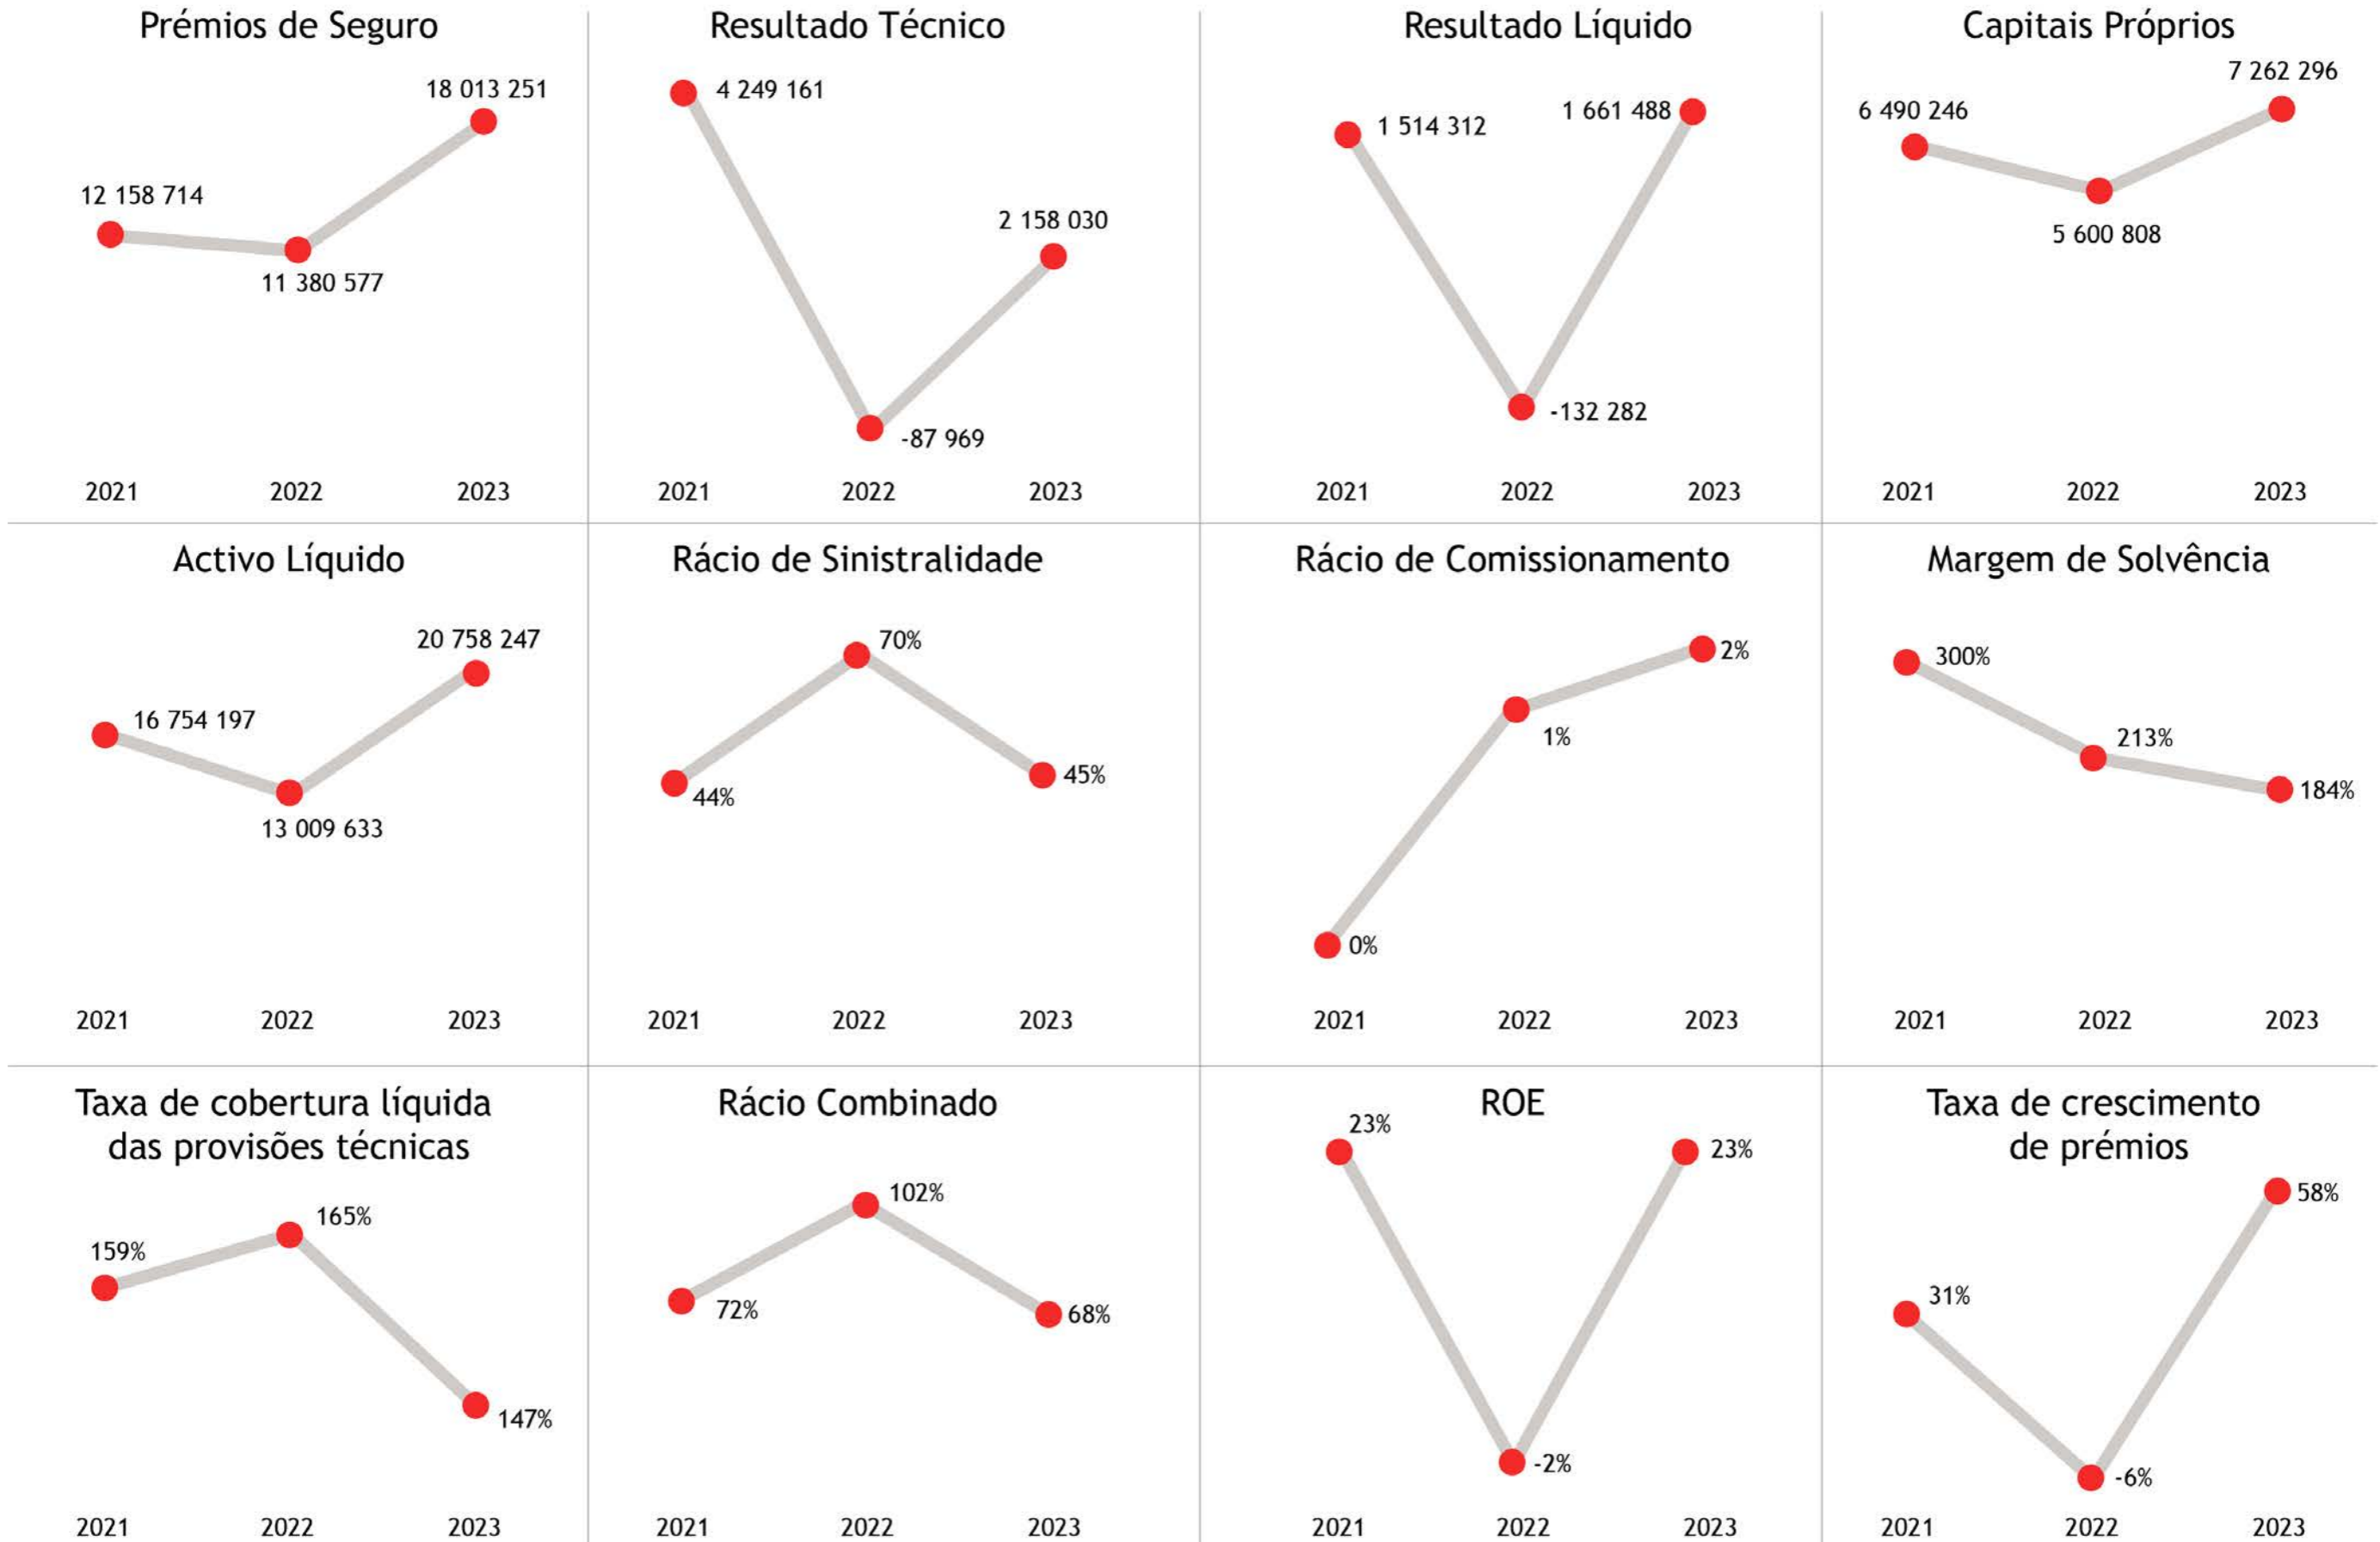 Prémios de Seguro
18 013 251
12 158 714
11 380 577
2021 2022 2023
Resultado Técnico
4 249 161
2 158 030
-87 969
2021 2022 2023
Resultado Líquido
1 661 488
1 514 312
-132 282
2021 2022 2023
Capitais Próprios
7 262 296
6 490 246
5 600 808
2021 2022 2023
Activo Líquido
20 758 247
16 754 197
13 009 633
2021 2022 2023
Rácio de Sinistralidade
70%
45%
44%
2021 2022 2023
Rácio de Comissionamento
2%
1%
0%
2021 2022 2023
Margem de Solvência
300%
213%
184%
2021 2022 2023
Taxa de cobertura líquida
das provisões técnicas
165%
159%
147%
2021 2022 2023
Rácio Combinado
102%
72%
68%
2021 2022 2023
ROE
23%
23%
-2%
2021 2022 2023
Taxa de crescimento
de prémios
58%
31%
-6%
2021 2022 2023